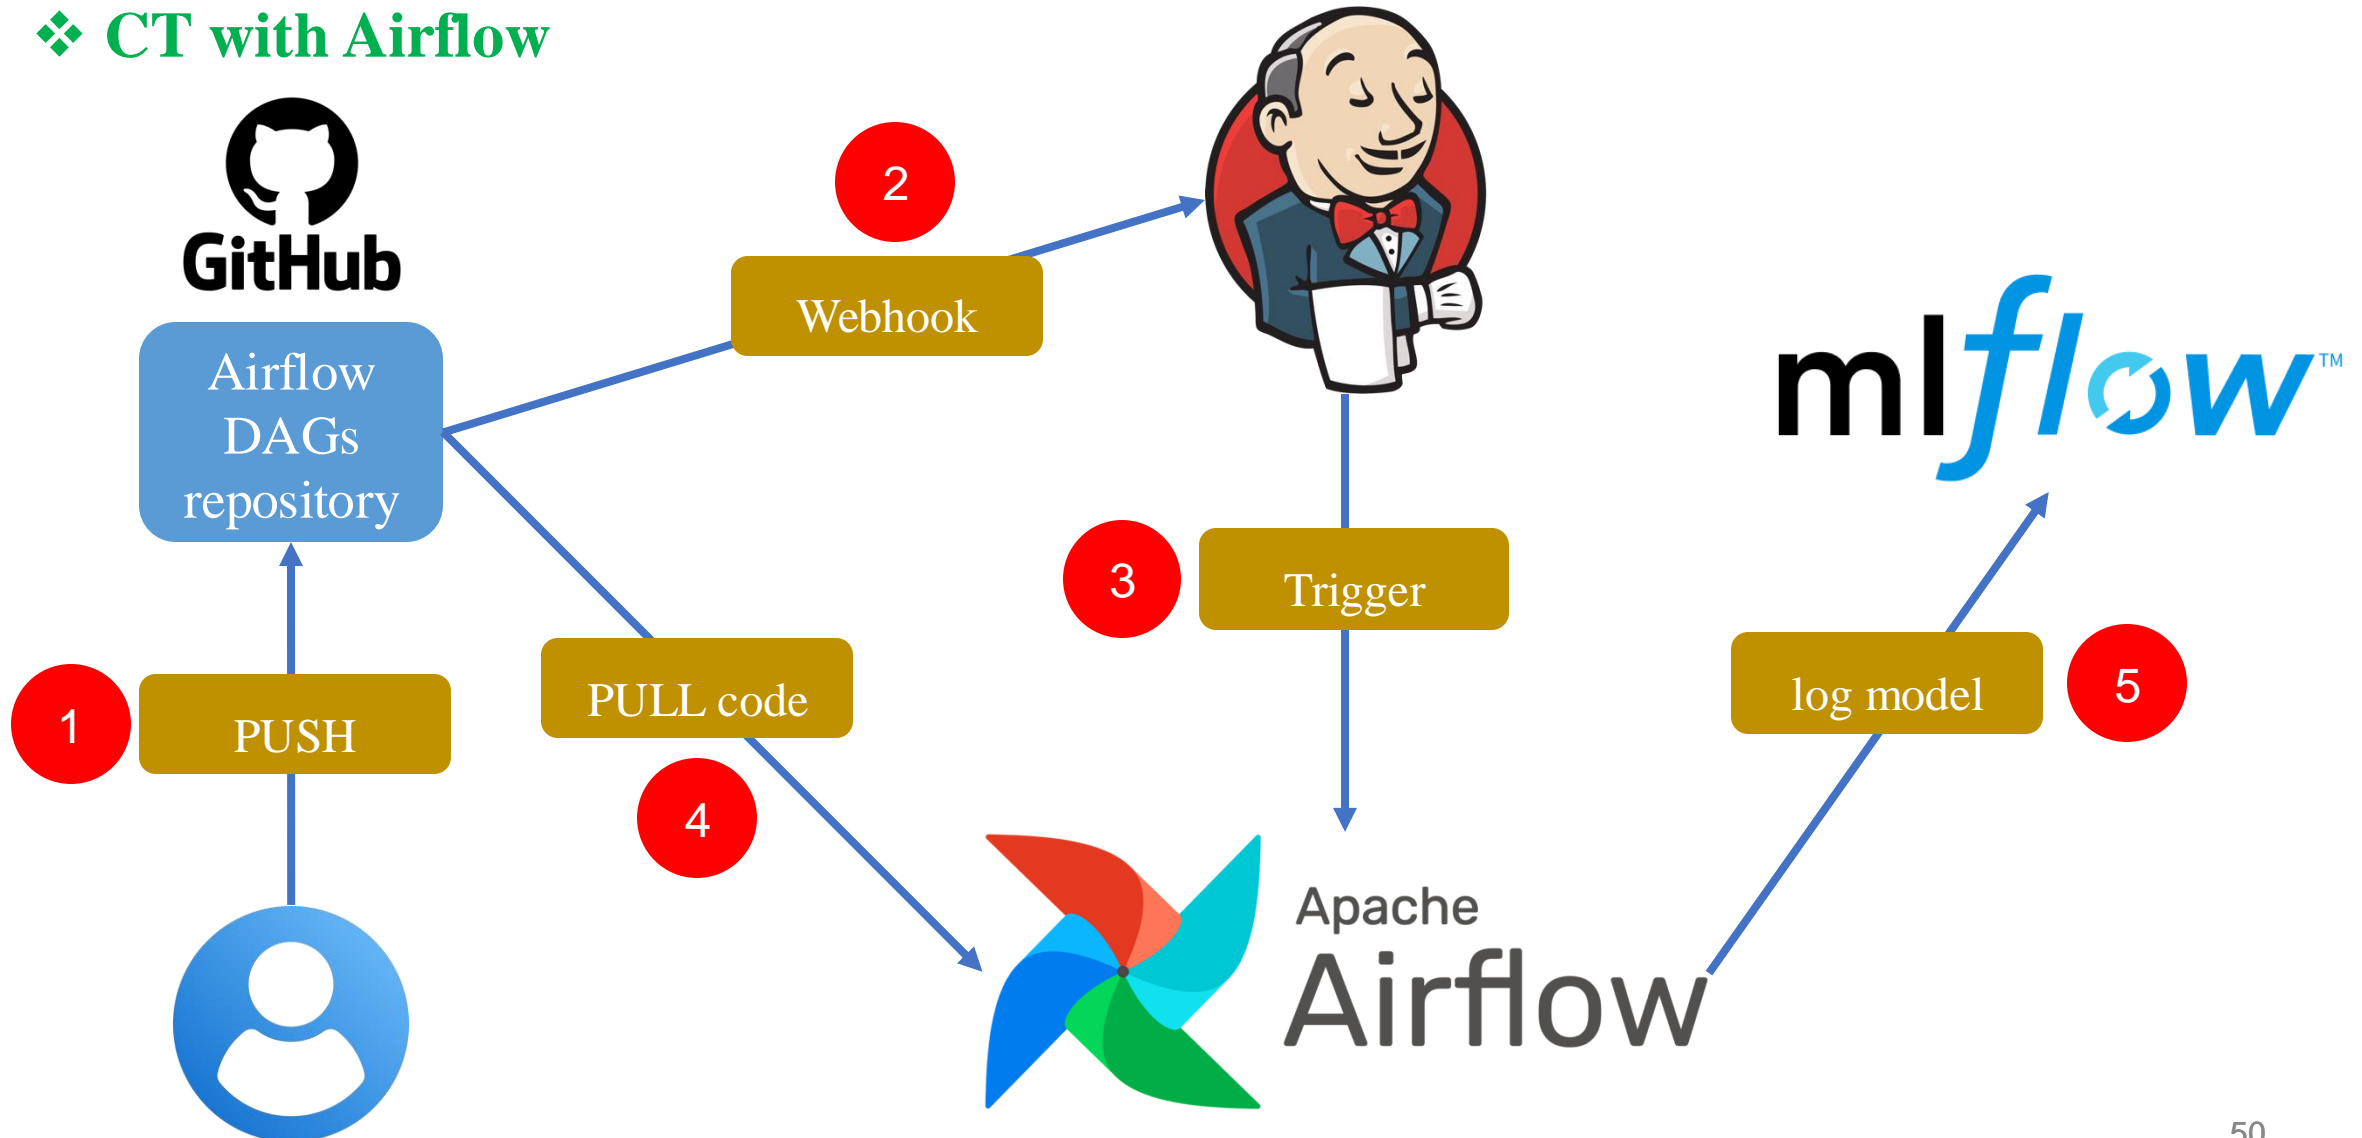 CT with Airflow
GitHub
Airflow
DAGs
repository
2
Webhook
mlflow™
3
Trigger
1
PUSH
PULL code
4
log model
5
Apache
Airflow
50